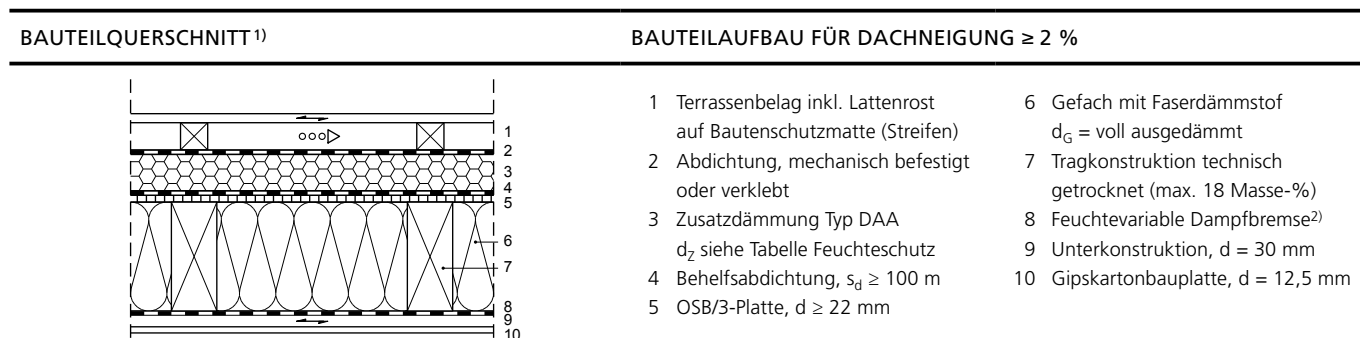 BAUTEILQUERSCHNITT 1)
BAUTEILAUFBAU FÜR DACHNEIGUNG ≥ 2 %
1
2
3
4
5
6
7
8
9
10
1 Terrassenbelag inkl. Lattenrost
auf Bautenschutzmatte (Streifen)
2 Abdichtung, mechanisch befestigt
oder verklebt
3 Zusatzdämmung Typ DAA
dZ siehe Tabelle Feuchteschutz
4 Behelfsabdichtung, sd ≥ 100 m
5 OSB/3-Platte, d ≥ 22 mm
6 Gefach mit Faserdämmstof
dG = voll ausgedämmt
7 Tragkonstruktion technisch
getrocknet (max. 18 Masse-%)
8 Feuchtevariable Dampfbremse2)
9 Unterkonstruktion, d = 30 mm
10 Gipskartonbauplatte, d = 12,5 mm